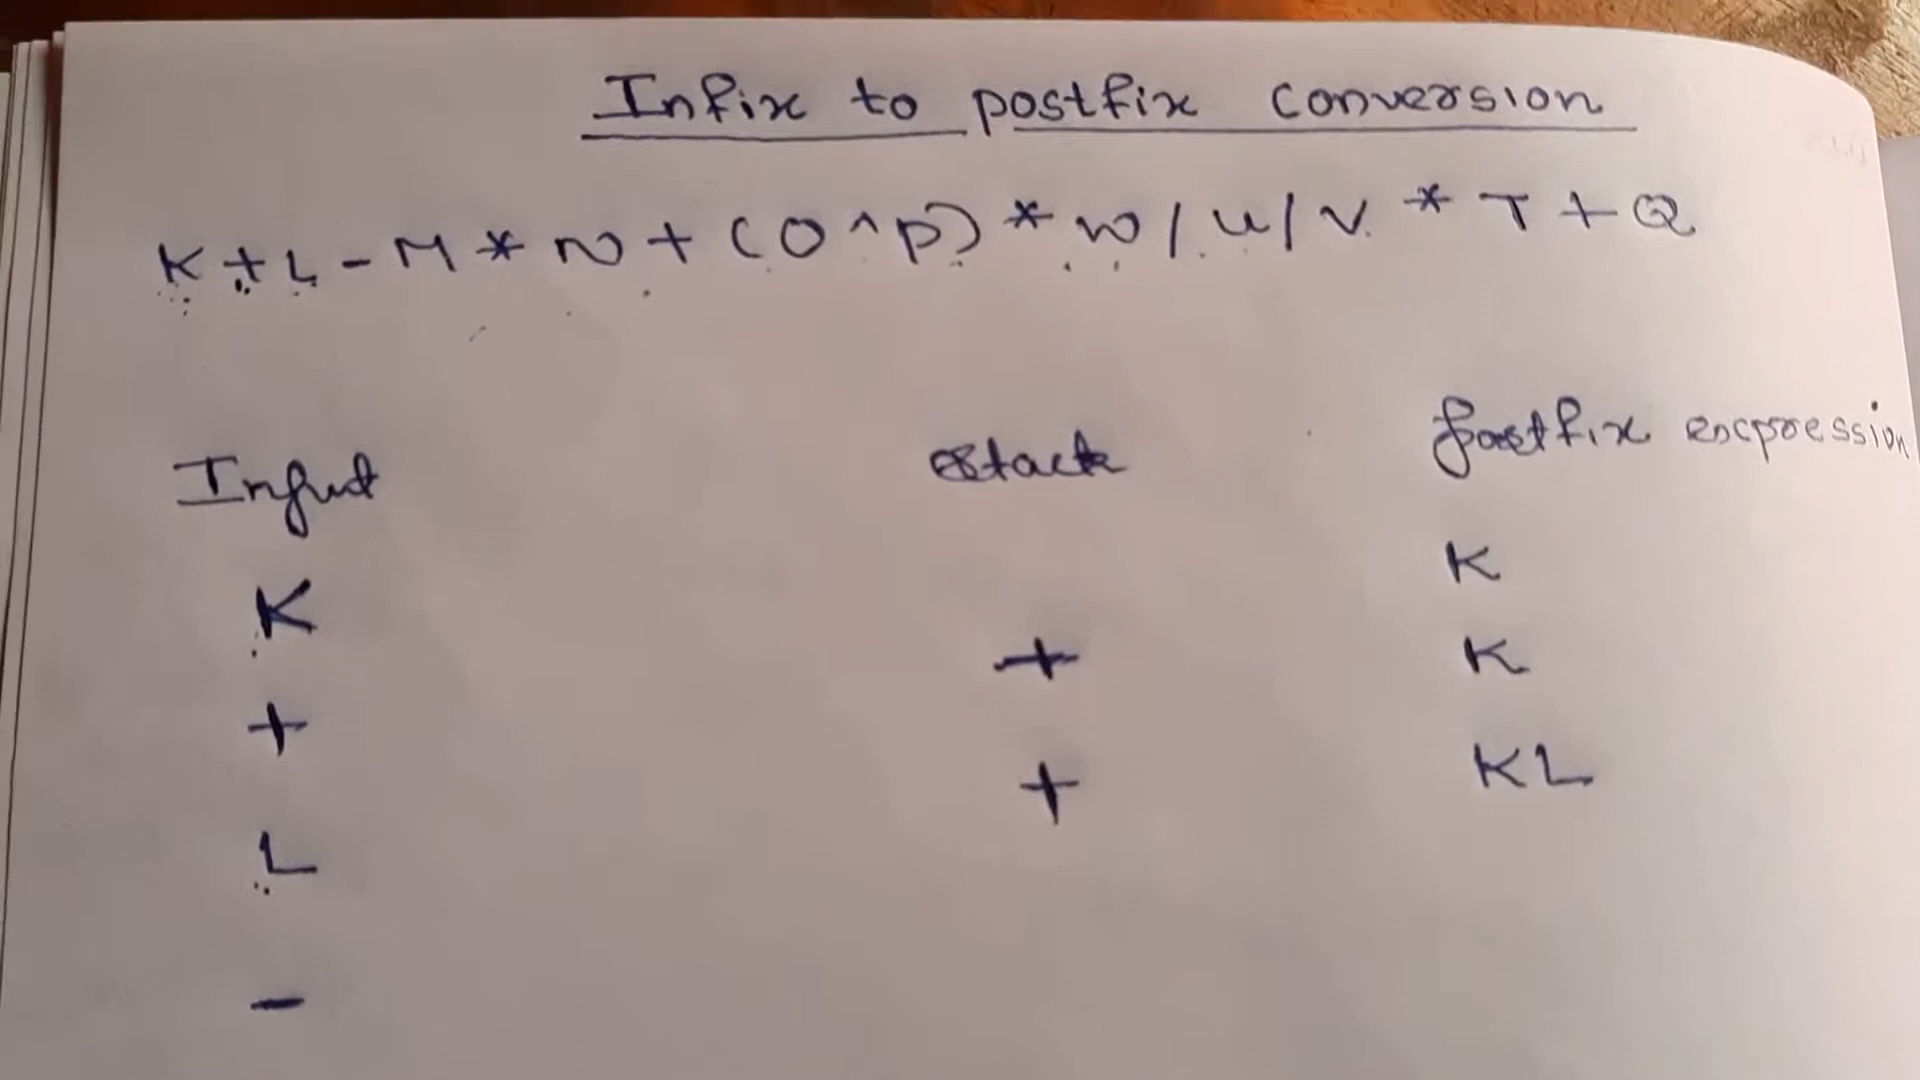 Infix to postfix conversion
K + L - M * N + ( O ^ P ) * W / U / V * T + Q
Input Stack Postfix expression
K K
+ + K
L + KL
-